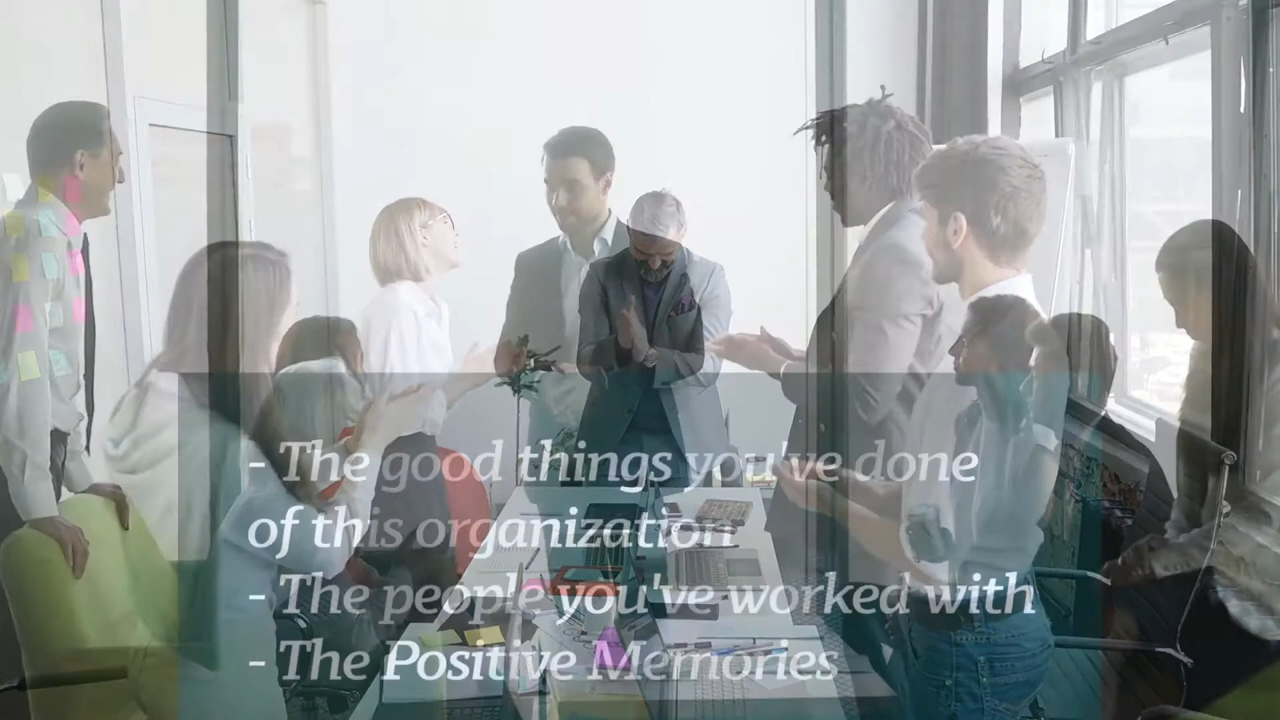 - The good things you've done
of this organization
- The people you've worked with
- The Positive Memories